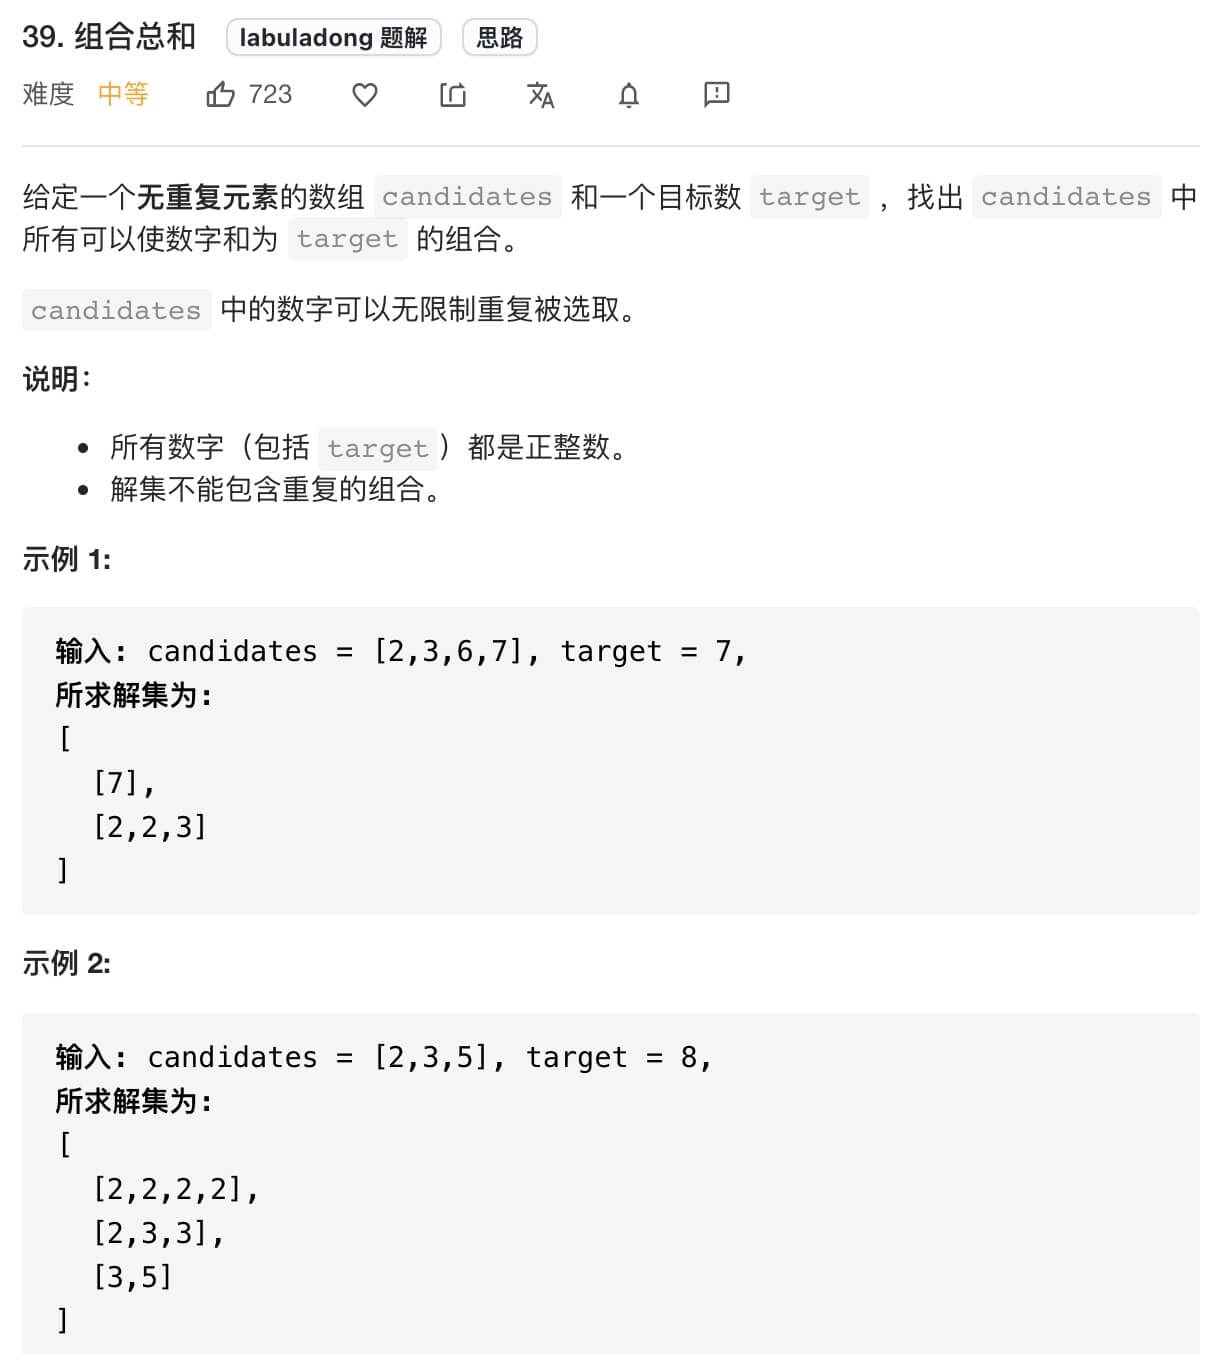 39. 组合总和 labuladong 题解 思路
难度 中等 723
给定一个无重复元素的数组 candidates 和一个目标数 target ，找出 candidates 中
所有可以使数字和为 target 的组合。
candidates 中的数字可以无限制重复被选取。
说明：
• 所有数字（包括 target）都是正整数。
• 解集不能包含重复的组合。
示例 1:
输入: candidates = [2,3,6,7], target = 7,
所求解集为:
[
[7],
[2,2,3]
]
示例 2:
输入: candidates = [2,3,5], target = 8,
所求解集为:
[
[2,2,2,2],
[2,3,3],
[3,5]
]